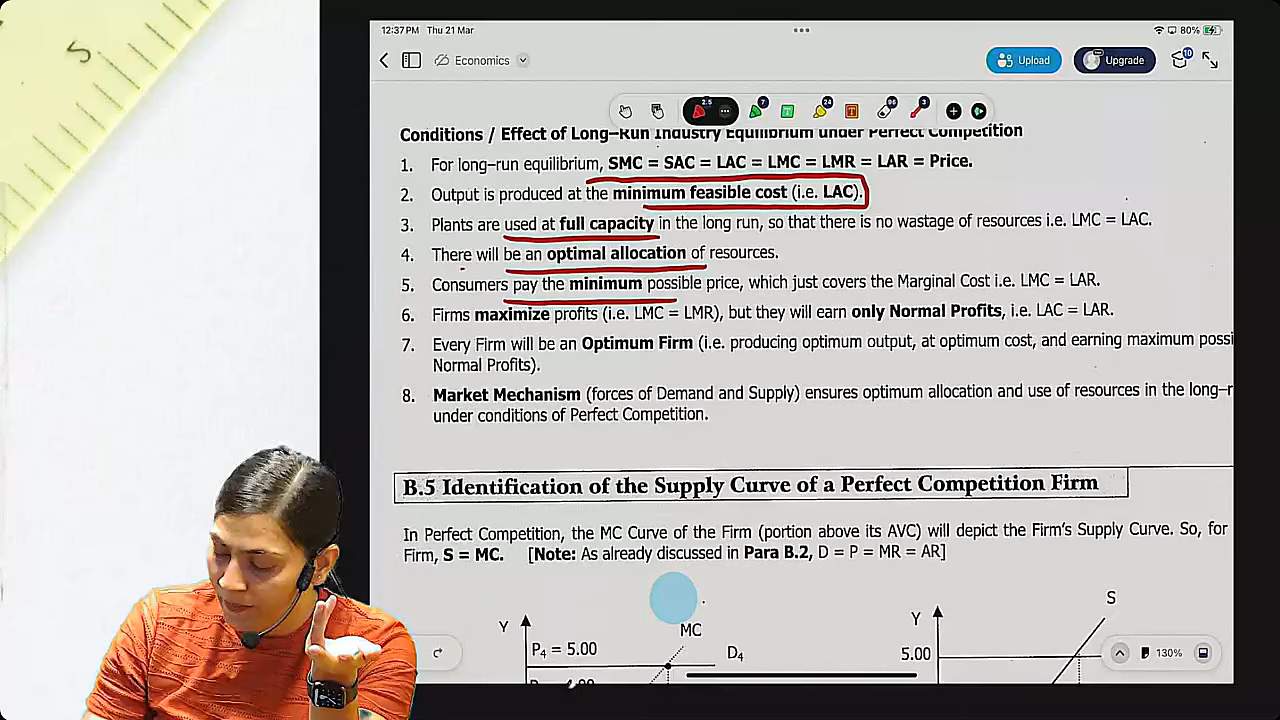 12:37 PM Thu 21 Mar
80%
Economics
Upload
Upgrade
10
2.5
7
24
96
3
Conditions / Effect of Long–Run Industry Equilibrium under Perfect Competition
1. For long–run equilibrium, SMC = SAC = LAC = LMC = LMR = LAR = Price.
2. Output is produced at the minimum feasible cost (i.e. LAC).
3. Plants are used at full capacity in the long run, so that there is no wastage of resources i.e. LMC = LAC.
4. There will be an optimal allocation of resources.
5. Consumers pay the minimum possible price, which just covers the Marginal Cost i.e. LMC = LAR.
6. Firms maximize profits (i.e. LMC = LMR), but they will earn only Normal Profits, i.e. LAC = LAR.
7. Every Firm will be an Optimum Firm (i.e. producing optimum output, at optimum cost, and earning maximum possi
Normal Profits).
8. Market Mechanism (forces of Demand and Supply) ensures optimum allocation and use of resources in the long–r
under conditions of Perfect Competition.
B.5 Identification of the Supply Curve of a Perfect Competition Firm
In Perfect Competition, the MC Curve of the Firm (portion above its AVC) will depict the Firm's Supply Curve. So, for
Firm, S = MC. [Note: As already discussed in Para B.2, D = P = MR = AR]
Y
P4 = 5.00
MC
D4
Y
5.00
S
130%
5